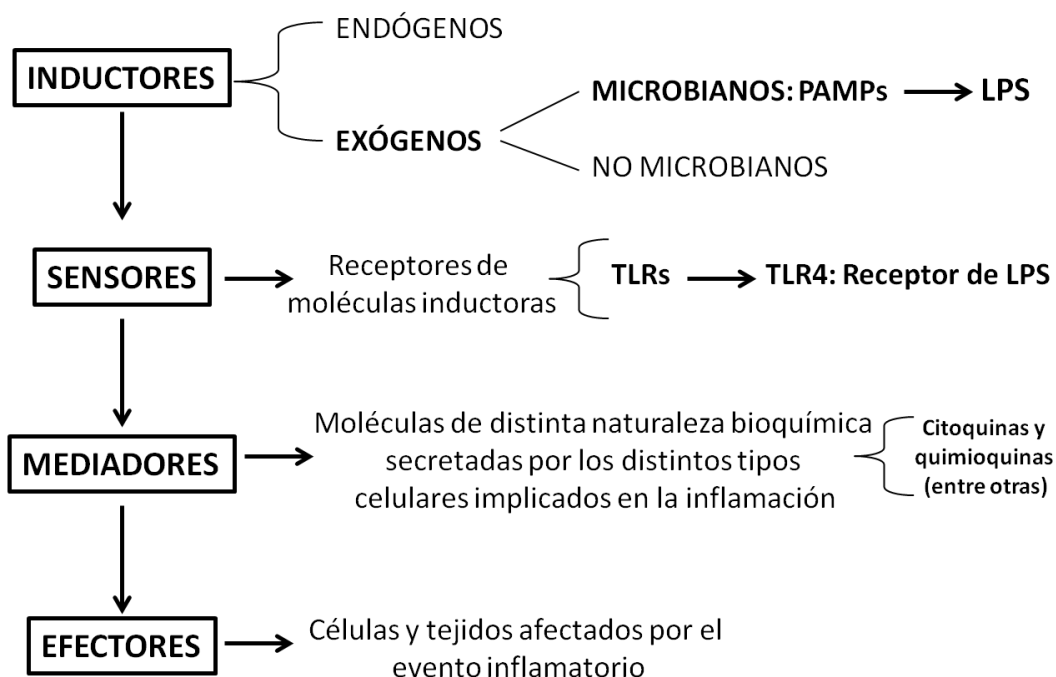 INDUCTORES
ENDÓGENOS
EXÓGENOS
MICROBIANOS: PAMPs
LPS
NO MICROBIANOS
SENSORES
Receptores de
moléculas inductoras
TLRs
TLR4: Receptor de LPS
MEDIADORES
Moléculas de distinta naturaleza bioquímica
secretadas por los distintos tipos
celulares implicados en la inflamación
Citoquinas y
quimioquinas
(entre otras)
EFECTORES
Células y tejidos afectados por el
evento inflamatorio